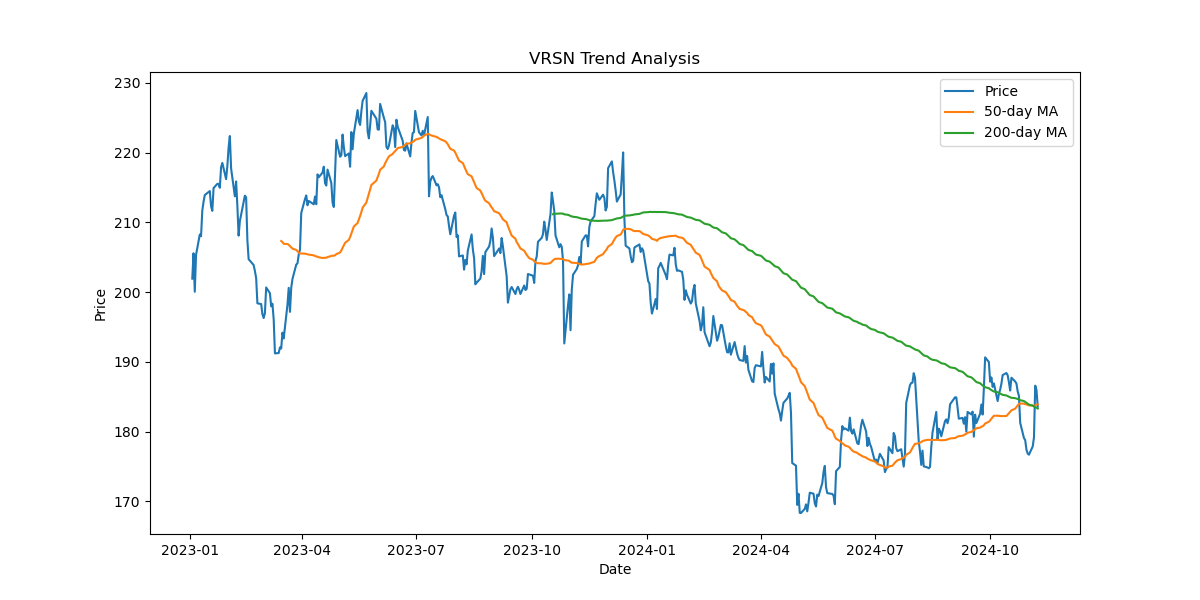 VRSN Trend Analysis
Price
50-day MA
200-day MA
230
220
210
200
190
180
170
Price
2023-01
2023-04
2023-07
2023-10
2024-01
2024-04
2024-07
2024-10
Date